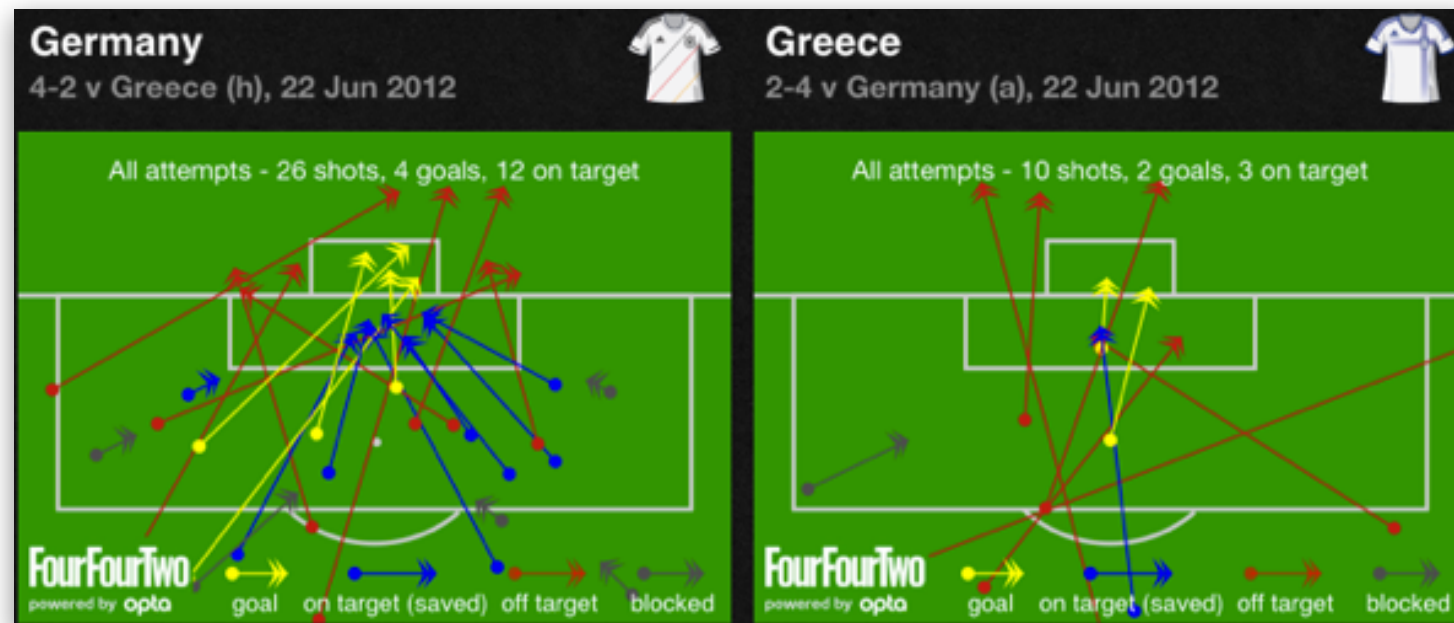 Germany
4-2 v Greece (h), 22 Jun 2012
All attempts - 26 shots, 4 goals, 12 on target
FourFourTwo
powered by opta
goal
on target (saved)
off target
blocked
Greece
2-4 v Germany (a), 22 Jun 2012
All attempts - 10 shots, 2 goals, 3 on target
FourFourTwo
powered by opta
goal
on target (saved)
off target
blocked